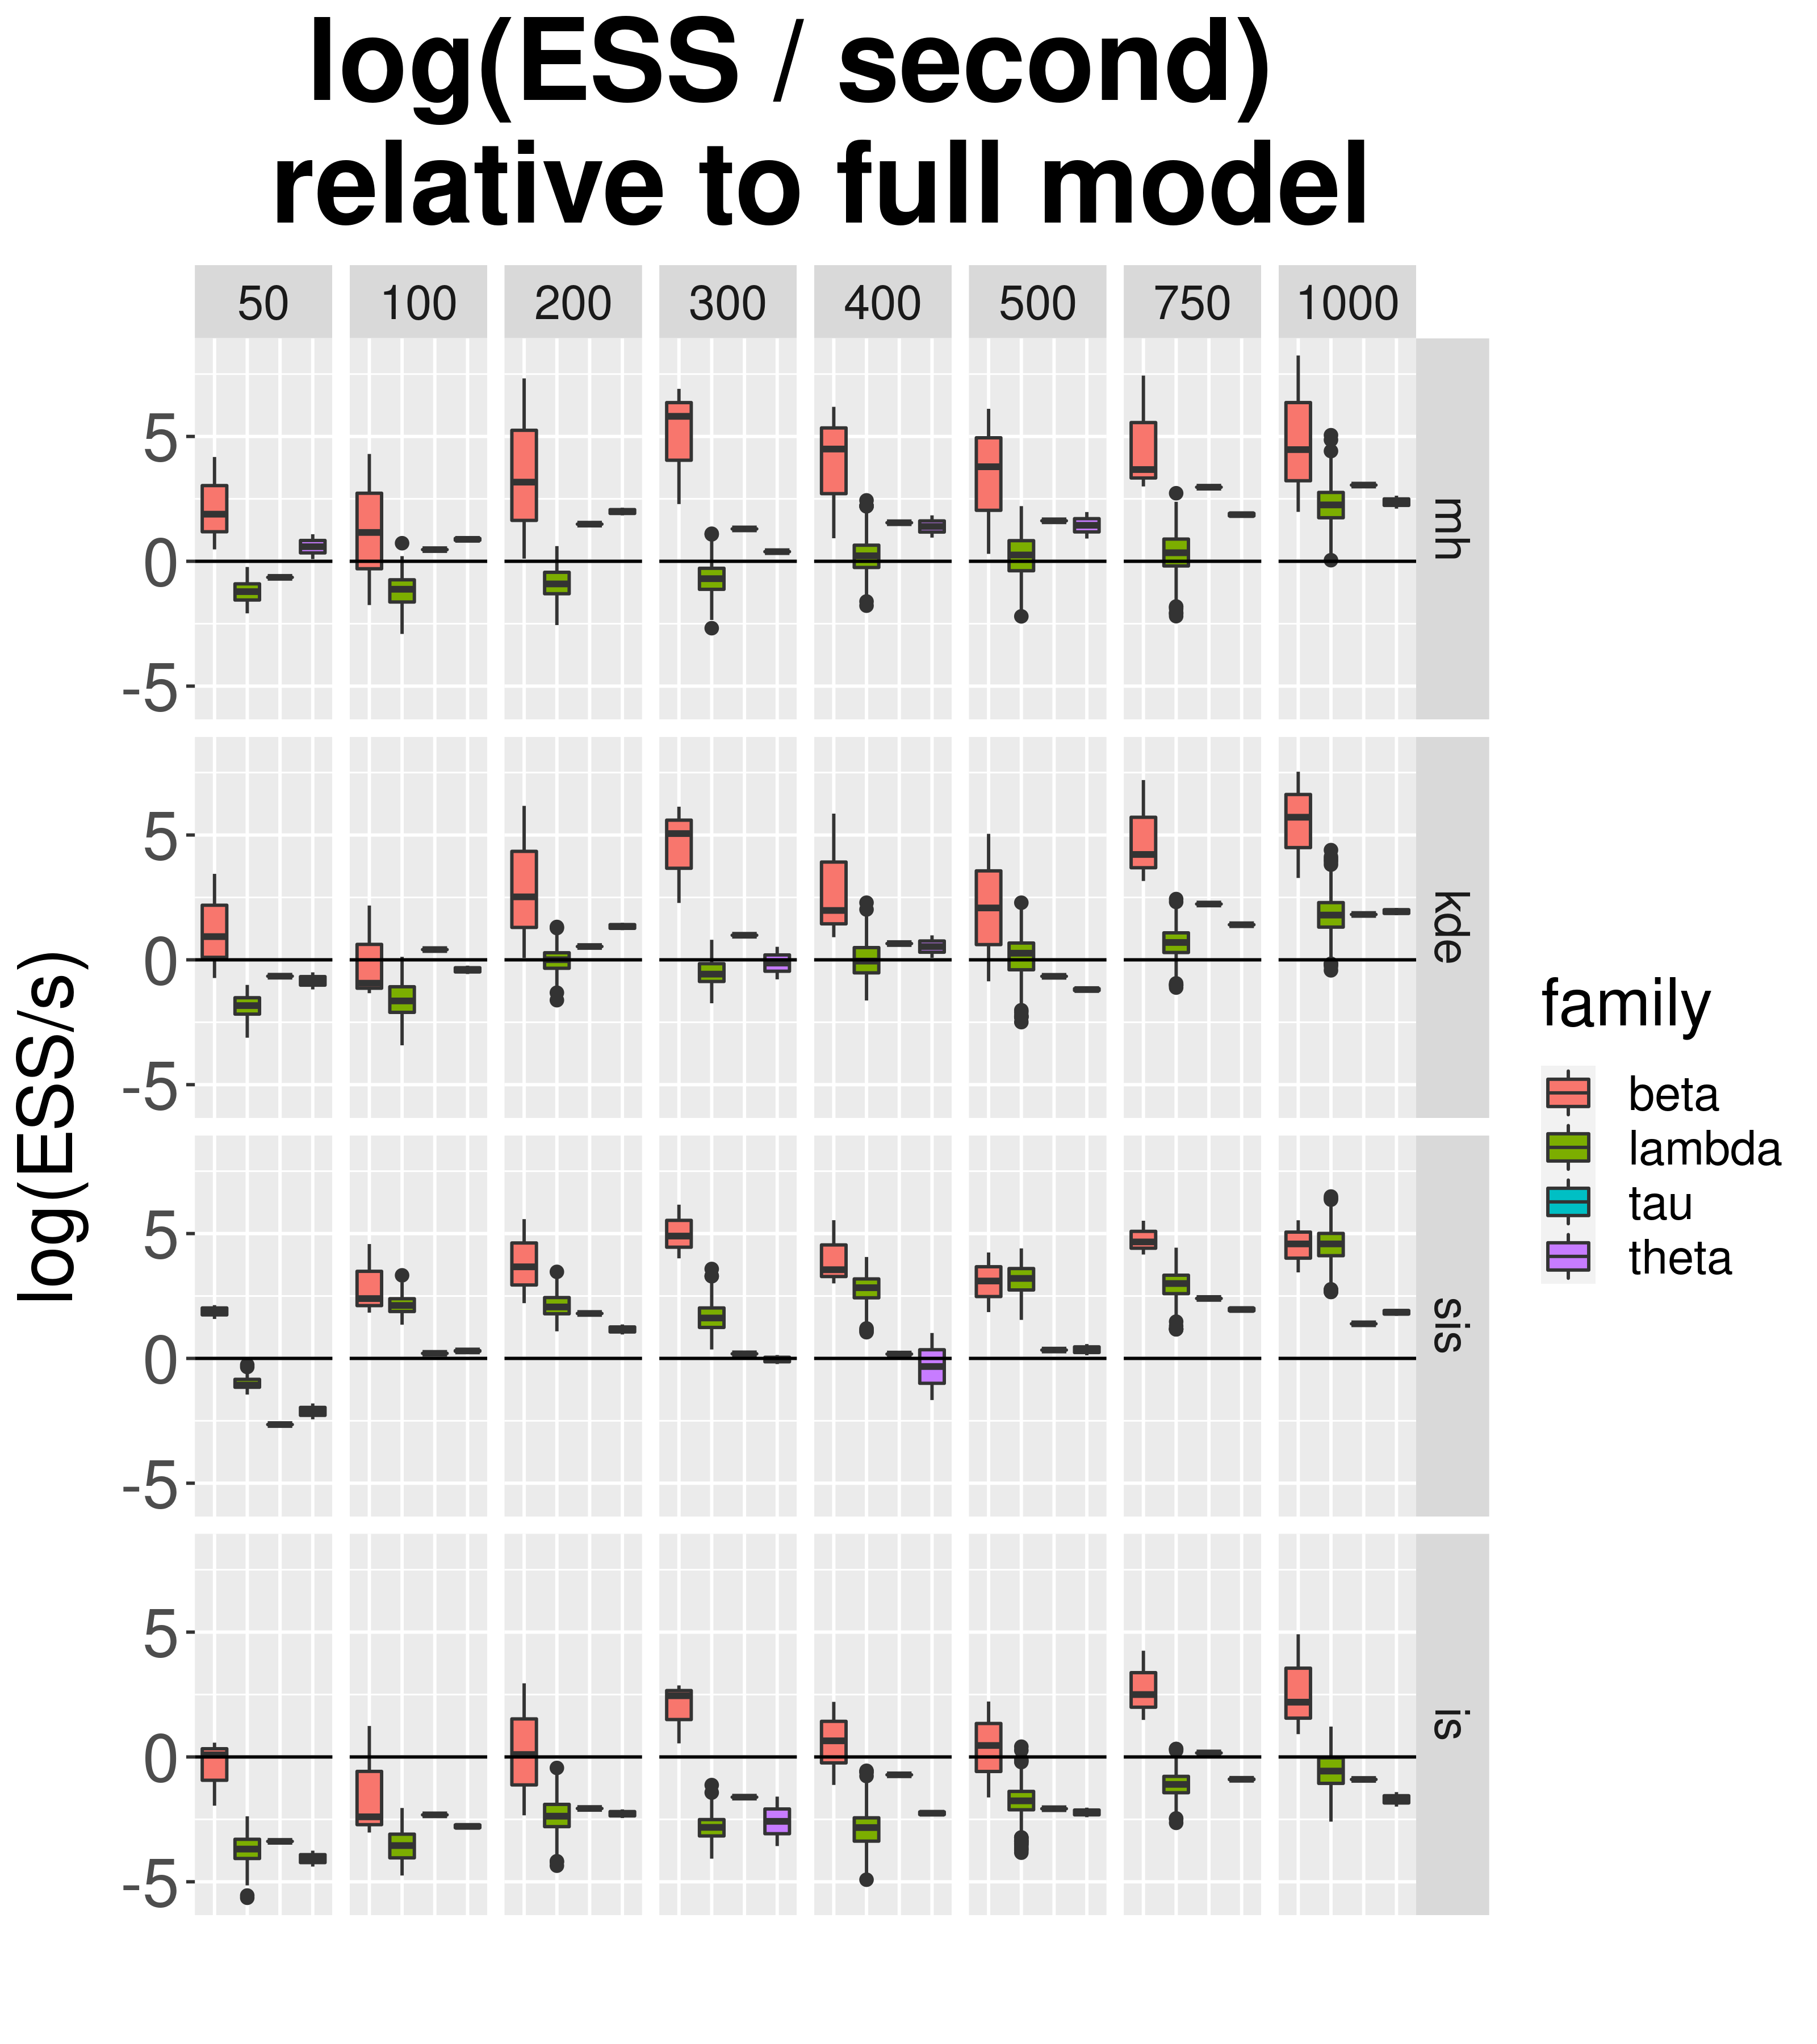 log(ESS / second)
relative to full model
50 100 200 300 400 500 750 1000
5
0
-5
mh
5
0
-5
kde
5
0
-5
sis
5
0
-5
is
log(ESS/s)
family
beta
lambda
tau
theta